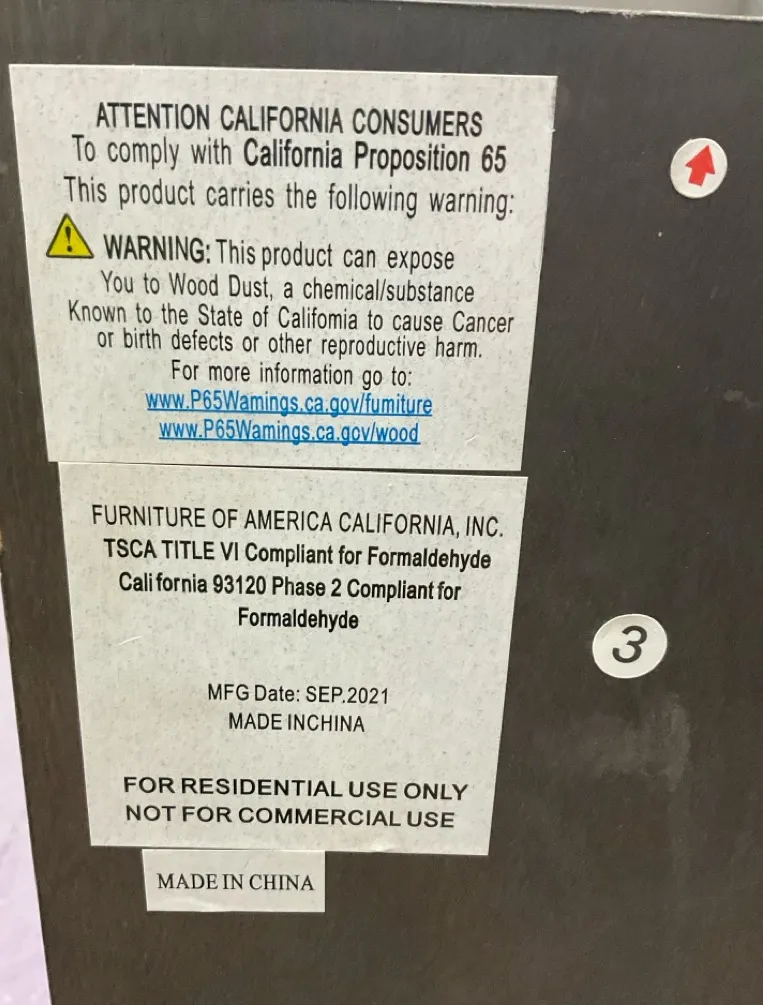 ATTENTION CALIFORNIA CONSUMERS
To comply with California Proposition 65
This product carries the following warning:
WARNING: This product can expose
You to Wood Dust, a chemical/substance
Known to the State of Califomia to cause Cancer
or birth defects or other reproductive harm.
For more information go to:
www.P65Wamings.ca.gov/fumiture
www.P65Wamings.ca.gov/wood
FURNITURE OF AMERICA CALIFORNIA, INC.
TSCA TITLE VI Compliant for Formaldehyde
California 93120 Phase 2 Compliant for
Formaldehyde
3
MFG Date: SEP.2021
MADE INCHINA
FOR RESIDENTIAL USE ONLY
NOT FOR COMMERCIAL USE
MADE IN CHINA